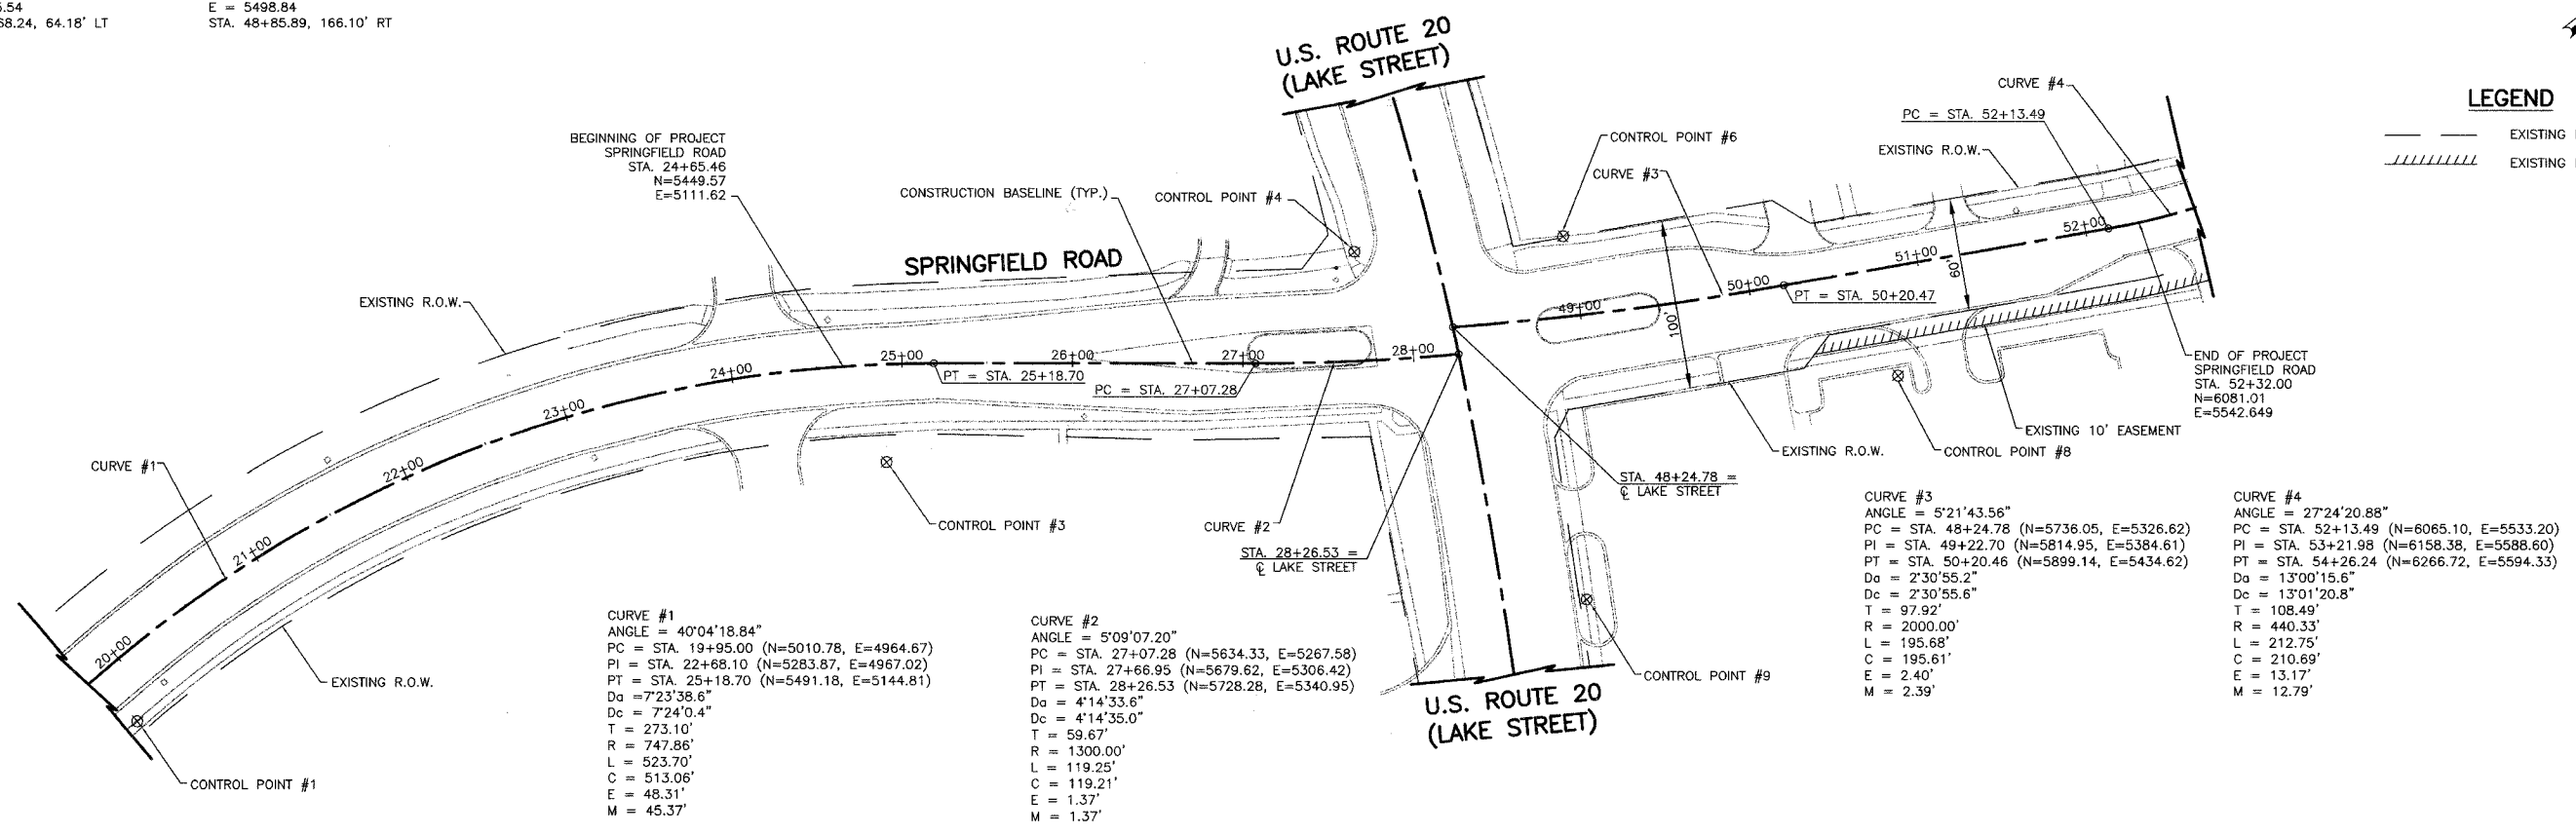 5.54
68.24, 64.18' LT
E = 5498.84
STA. 48+85.89, 166.10' RT
U.S. ROUTE 20
(LAKE STREET)
CURVE #4
LEGEND
EXISTING
EXISTING
PC = STA. 52+13.49
BEGINNING OF PROJECT
SPRINGFIELD ROAD
STA. 24+65.46
N=5449.57
E=5111.62
CONTROL POINT #6
EXISTING R.O.W.
CURVE #3
CONSTRUCTION BASELINE (TYP.)
CONTROL POINT #4
SPRINGFIELD ROAD
EXISTING R.O.W.
52+00
51+00
60'
50+00
PT = STA. 50+20.47
49+00
100'
28+00
27+00
26+00
25+00
24+00
PT = STA. 25+18.70
PC = STA. 27+07.28
23+00
22+00
21+00
20+00
END OF PROJECT
SPRINGFIELD ROAD
STA. 52+32.00
N=6081.01
E=5542.649
EXISTING 10' EASEMENT
EXISTING R.O.W.
CONTROL POINT #8
CURVE #1
STA. 48+24.78 =
℄ LAKE STREET
CONTROL POINT #3
CURVE #2
STA. 28+26.53 =
℄ LAKE STREET
EXISTING R.O.W.
CONTROL POINT #1
CONTROL POINT #9
U.S. ROUTE 20
(LAKE STREET)
CURVE #1
ANGLE = 40°04'18.84"
PC = STA. 19+95.00 (N=5010.78, E=4964.67)
PI = STA. 22+68.10 (N=5283.87, E=4967.02)
PT = STA. 25+18.70 (N=5491.18, E=5144.81)
Da =7°23'38.6"
Dc = 7°24'0.4"
T = 273.10'
R = 747.86'
L = 523.70'
C = 513.06'
E = 48.31'
M = 45.37'
CURVE #2
ANGLE = 5°09'07.20"
PC = STA. 27+07.28 (N=5634.33, E=5267.58)
PI = STA. 27+66.95 (N=5679.62, E=5306.42)
PT = STA. 28+26.53 (N=5728.28, E=5340.95)
Da = 4°14'33.6"
Dc = 4°14'35.0"
T = 59.67'
R = 1300.00'
L = 119.25'
C = 119.21'
E = 1.37'
M = 1.37'
CURVE #3
ANGLE = 5°21'43.56"
PC = STA. 48+24.78 (N=5736.05, E=5326.62)
PI = STA. 49+22.70 (N=5814.95, E=5384.61)
PT = STA. 50+20.46 (N=5899.14, E=5434.62)
Da = 2°30'55.2"
Dc = 2°30'55.6"
T = 97.92'
R = 2000.00'
L = 195.68'
C = 195.61'
E = 2.40'
M = 2.39'
CURVE #4
ANGLE = 27°24'20.88"
PC = STA. 52+13.49 (N=6065.10, E=5533.20)
PI = STA. 53+21.98 (N=6158.38, E=5588.60)
PT = STA. 54+26.24 (N=6266.72, E=5594.33)
Da = 13°00'15.6"
Dc = 13°01'20.8"
T = 108.49'
R = 440.33'
L = 212.75'
C = 210.69'
E = 13.17'
M = 12.79'